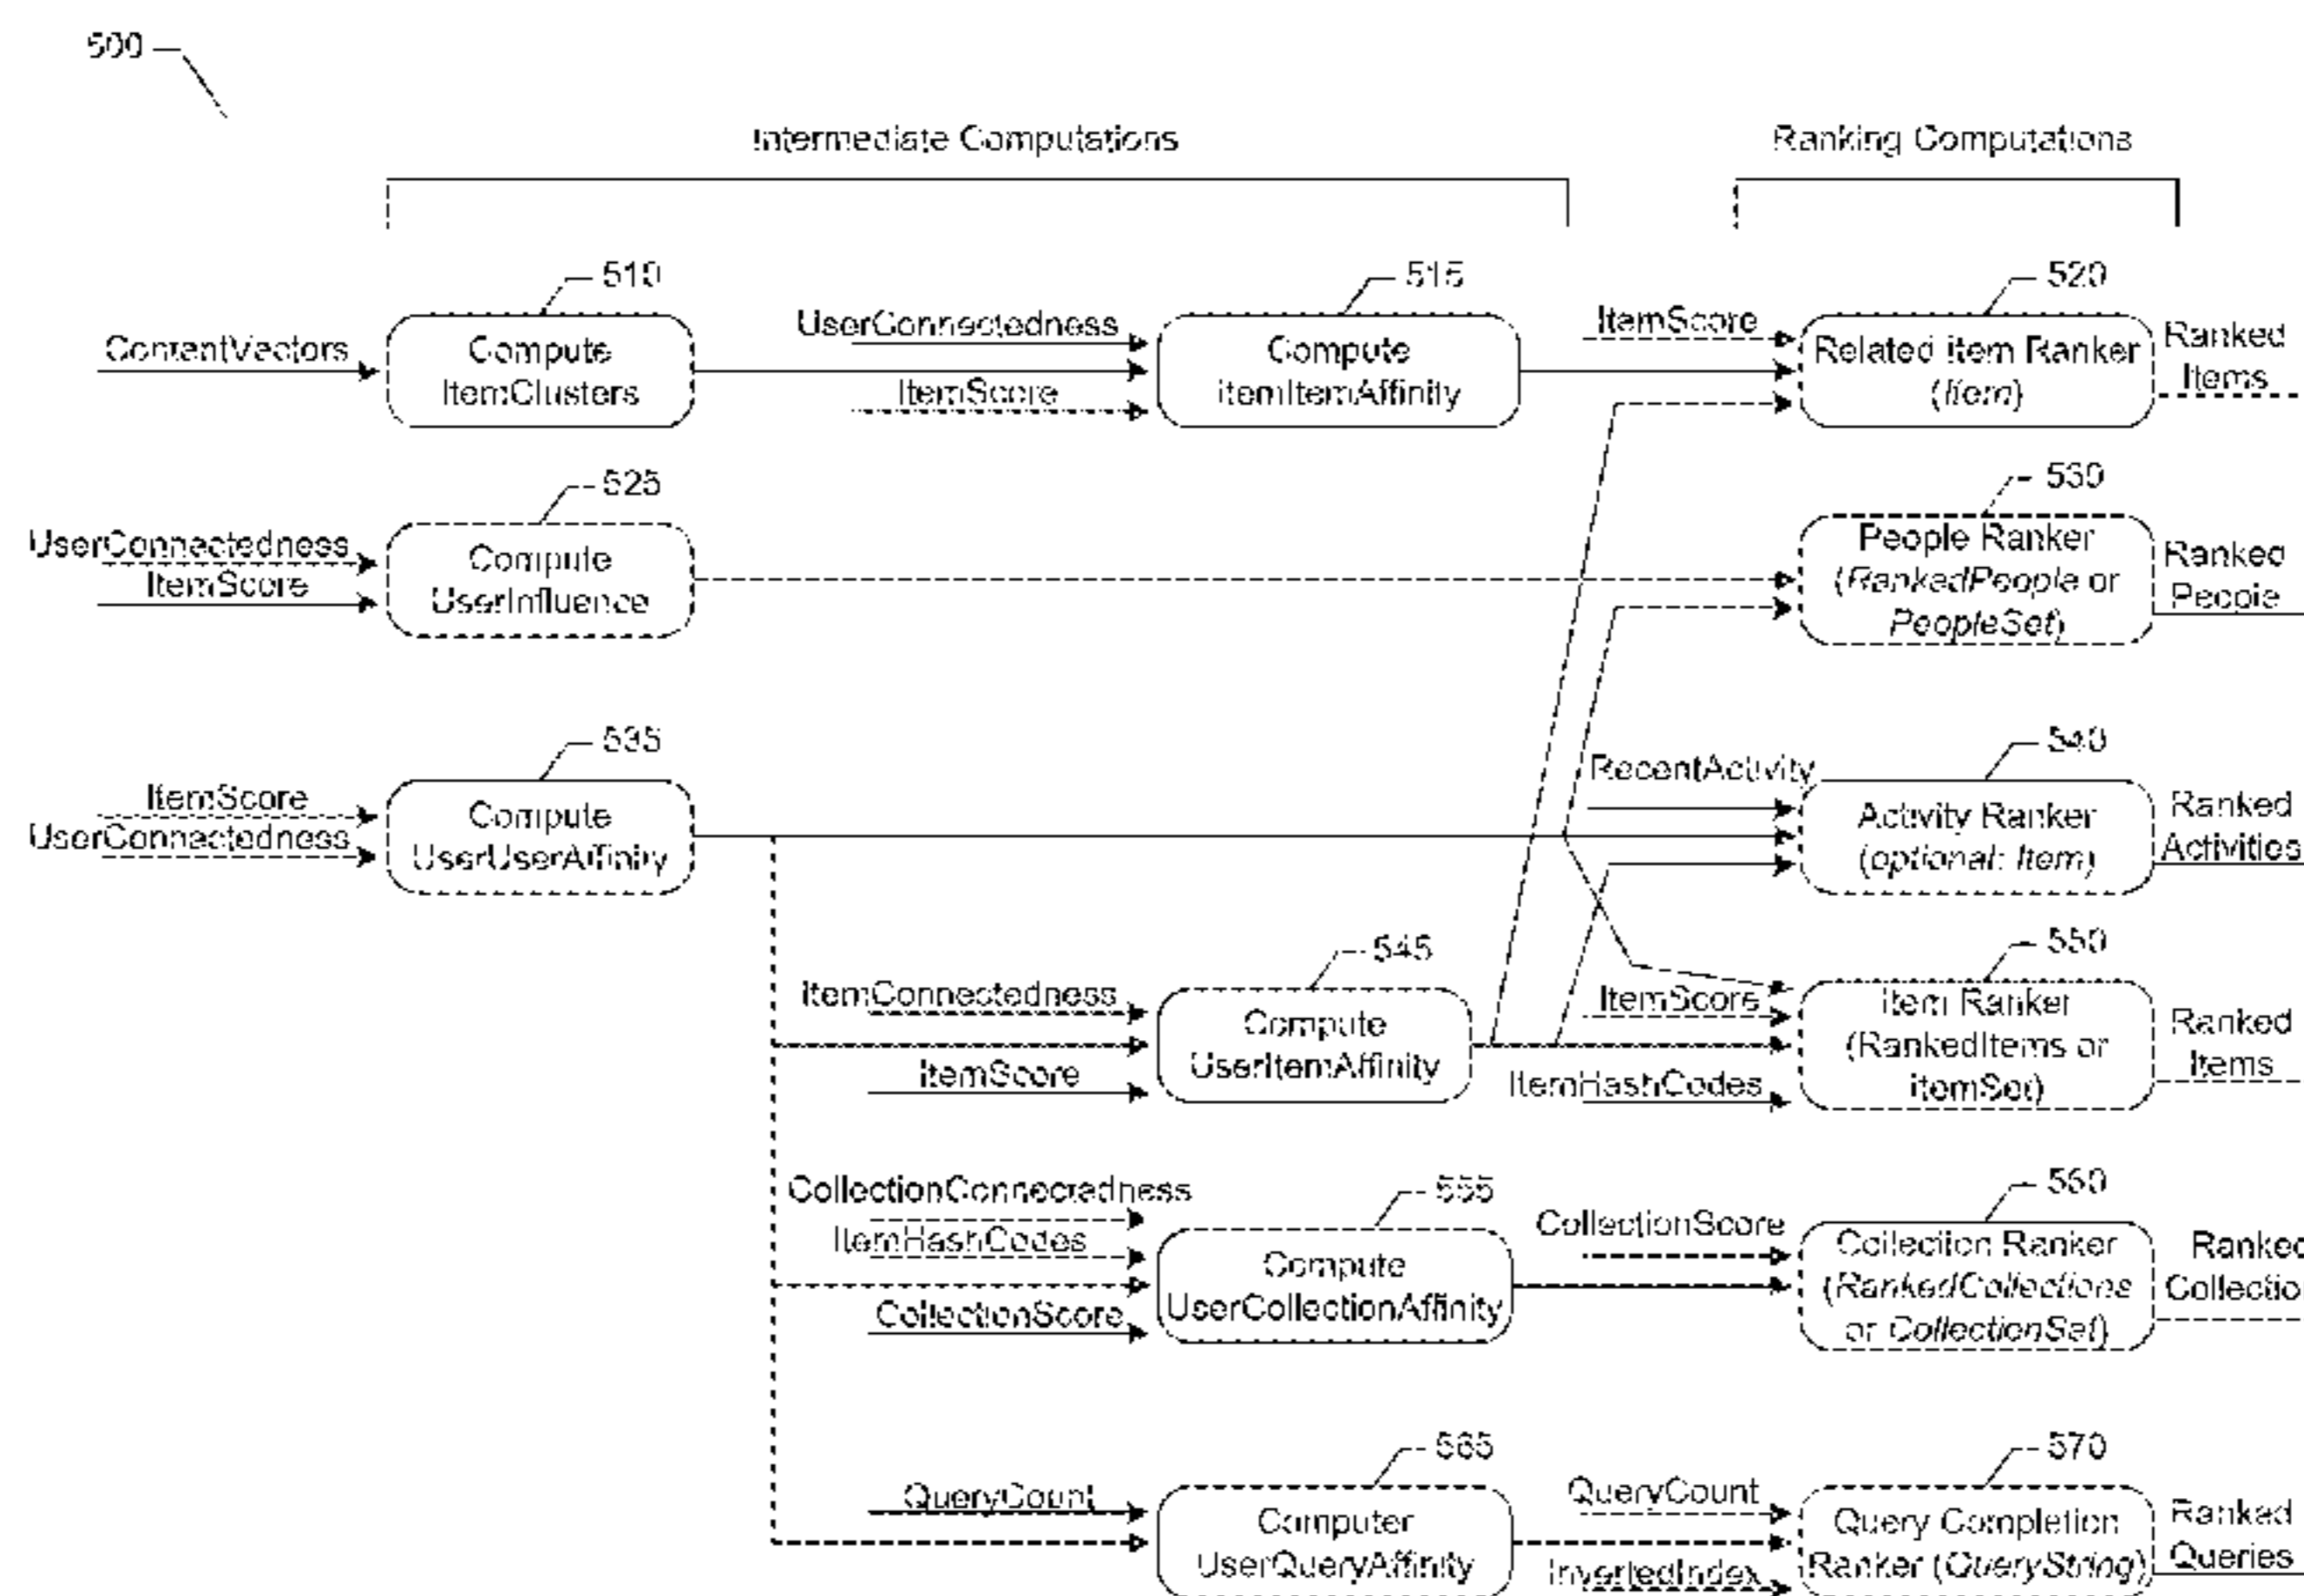 500
Intermediate Computations
Ranking Computations
510
515
520
ContentVectors
Compute
ItemClusters
UserConnectedness
ItemScore
Compute
ItemItemAffinity
ItemScore
Related Item Ranker
(Item)
Ranked
Items
525
530
UserConnectedness
ItemScore
Compute
UserInfluence
People Ranker
(RankedPeople or
PeopleSet)
Ranked
People
535
540
ItemScore
UserConnectedness
Compute
UserUserAffinity
RecentActivity
Activity Ranker
(optional: Item)
Ranked
Activities
545
550
ItemConnectedness
ItemScore
Compute
UserItemAffinity
ItemScore
ItemHashCodes
Item Ranker
(RankedItems or
ItemSet)
Ranked
Items
555
560
CollectionConnectedness
ItemHashCodes
CollectionScore
Compute
UserCollectionAffinity
CollectionScore
Collection Ranker
(RankedCollections
or CollectionSet)
Ranked
Collection
565
570
QueryCount
Computer
UserQueryAffinity
QueryCount
InvertedIndex
Query Completion
Ranker (QueryString)
Ranked
Queries